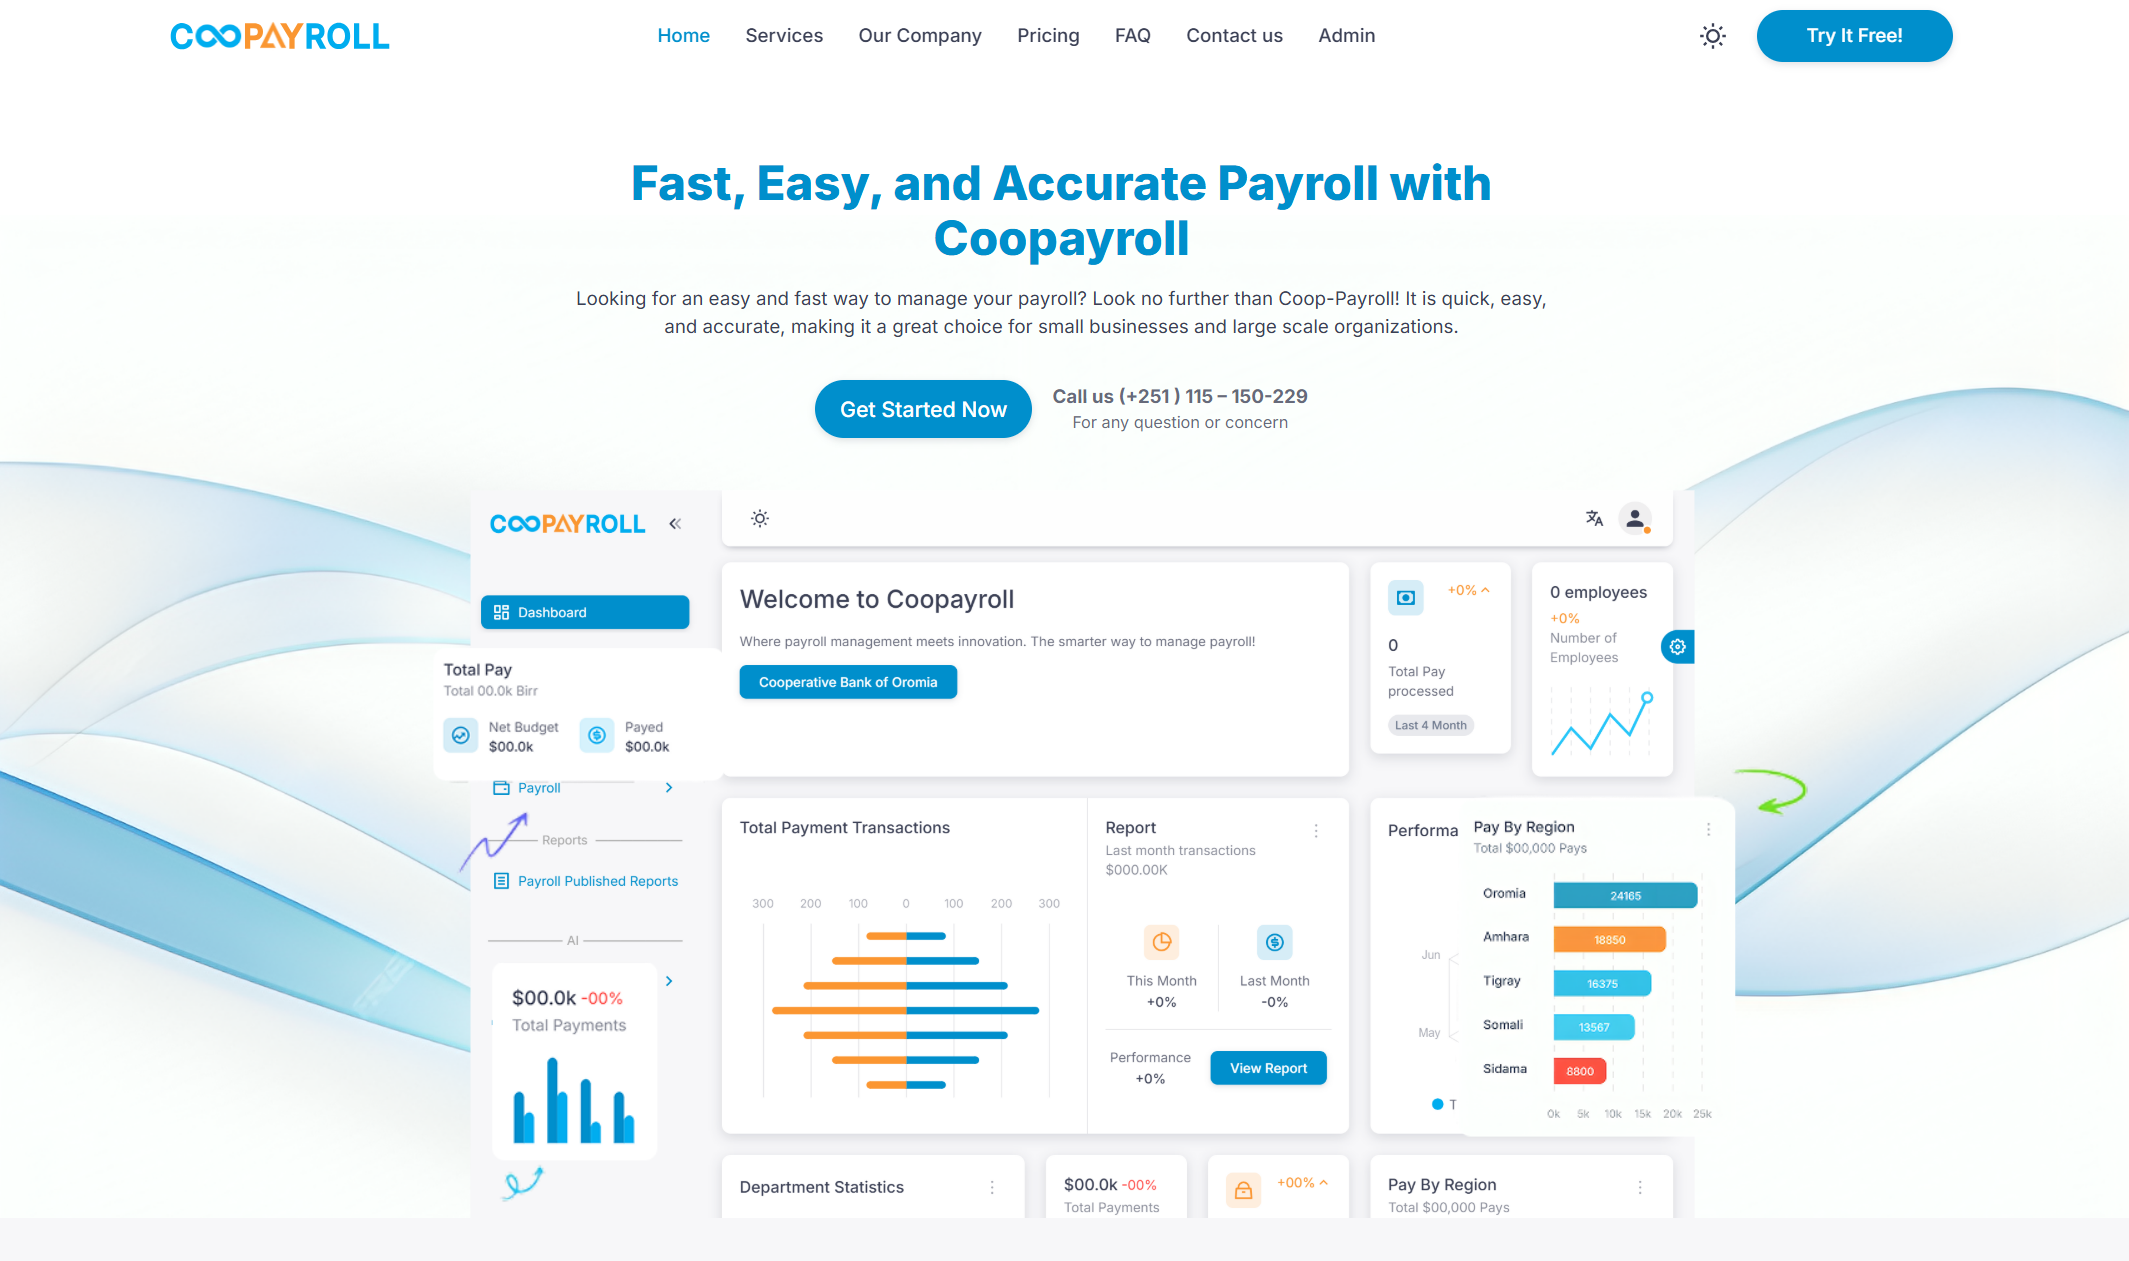 COOPAYROLL
Home Services Our Company Pricing FAQ Contact us Admin
Try It Free!
Fast, Easy, and Accurate Payroll with
Coopayroll
Looking for an easy and fast way to manage your payroll? Look no further than Coop-Payroll! It is quick, easy,
and accurate, making it a great choice for small businesses and large scale organizations.
Get Started Now
Call us (+251 ) 115 – 150-229
For any question or concern
COOPAYROLL
Dashboard
Total Pay
Total 00.0k Birr
Net Budget
$00.0k
Payed
$00.0k
Payroll
Reports
Payroll Published Reports
AI
$00.0k -00%
Total Payments
Welcome to Coopayroll
Where payroll management meets innovation. The smarter way to manage payroll!
Cooperative Bank of Oromia
+0%
0
Total Pay
processed
Last 4 Month
0 employees
+0%
Number of
Employees
Total Payment Transactions
300 200 100 0 100 200 300
Report
Last month transactions
$000.00K
This Month
+0%
Last Month
-0%
Performance
+0%
View Report
Performa
Jun
May
T
Pay By Region
Total $00,000 Pays
Oromia 24165
Amhara 18850
Tigray 16375
Somali 13567
Sidama 8800
0k 5k 10k 15k 20k 25k
Department Statistics
$00.0k -00%
Total Payments
+00%
Pay By Region
Total $00,000 Pays